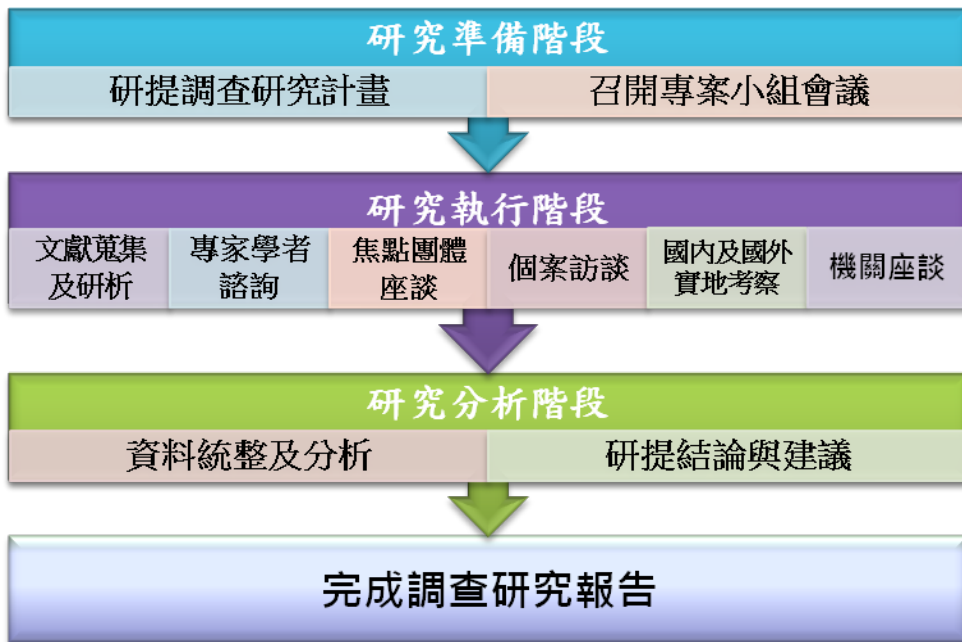 研究準備階段
研提調查研究計畫
召開專案小組會議
研究執行階段
文獻蒐集
及研析
專家學者
諮詢
焦點團體
座談
個案訪談
國內及國外
實地考察
機關座談
研究分析階段
資料統整及分析
研提結論與建議
完成調查研究報告